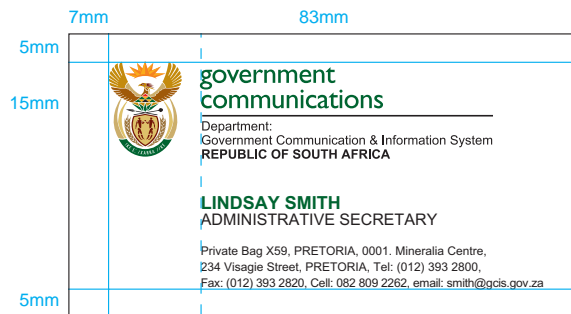 7mm 83mm
5mm
15mm
government
communications
Department:
Government Communication & Information System
REPUBLIC OF SOUTH AFRICA
LINDSAY SMITH
ADMINISTRATIVE SECRETARY
Private Bag X59, PRETORIA, 0001. Mineralia Centre,
234 Visagie Street, PRETORIA, Tel: (012) 393 2800,
Fax: (012) 393 2820, Cell: 082 809 2262, email: smith@gcis.gov.za
5mm